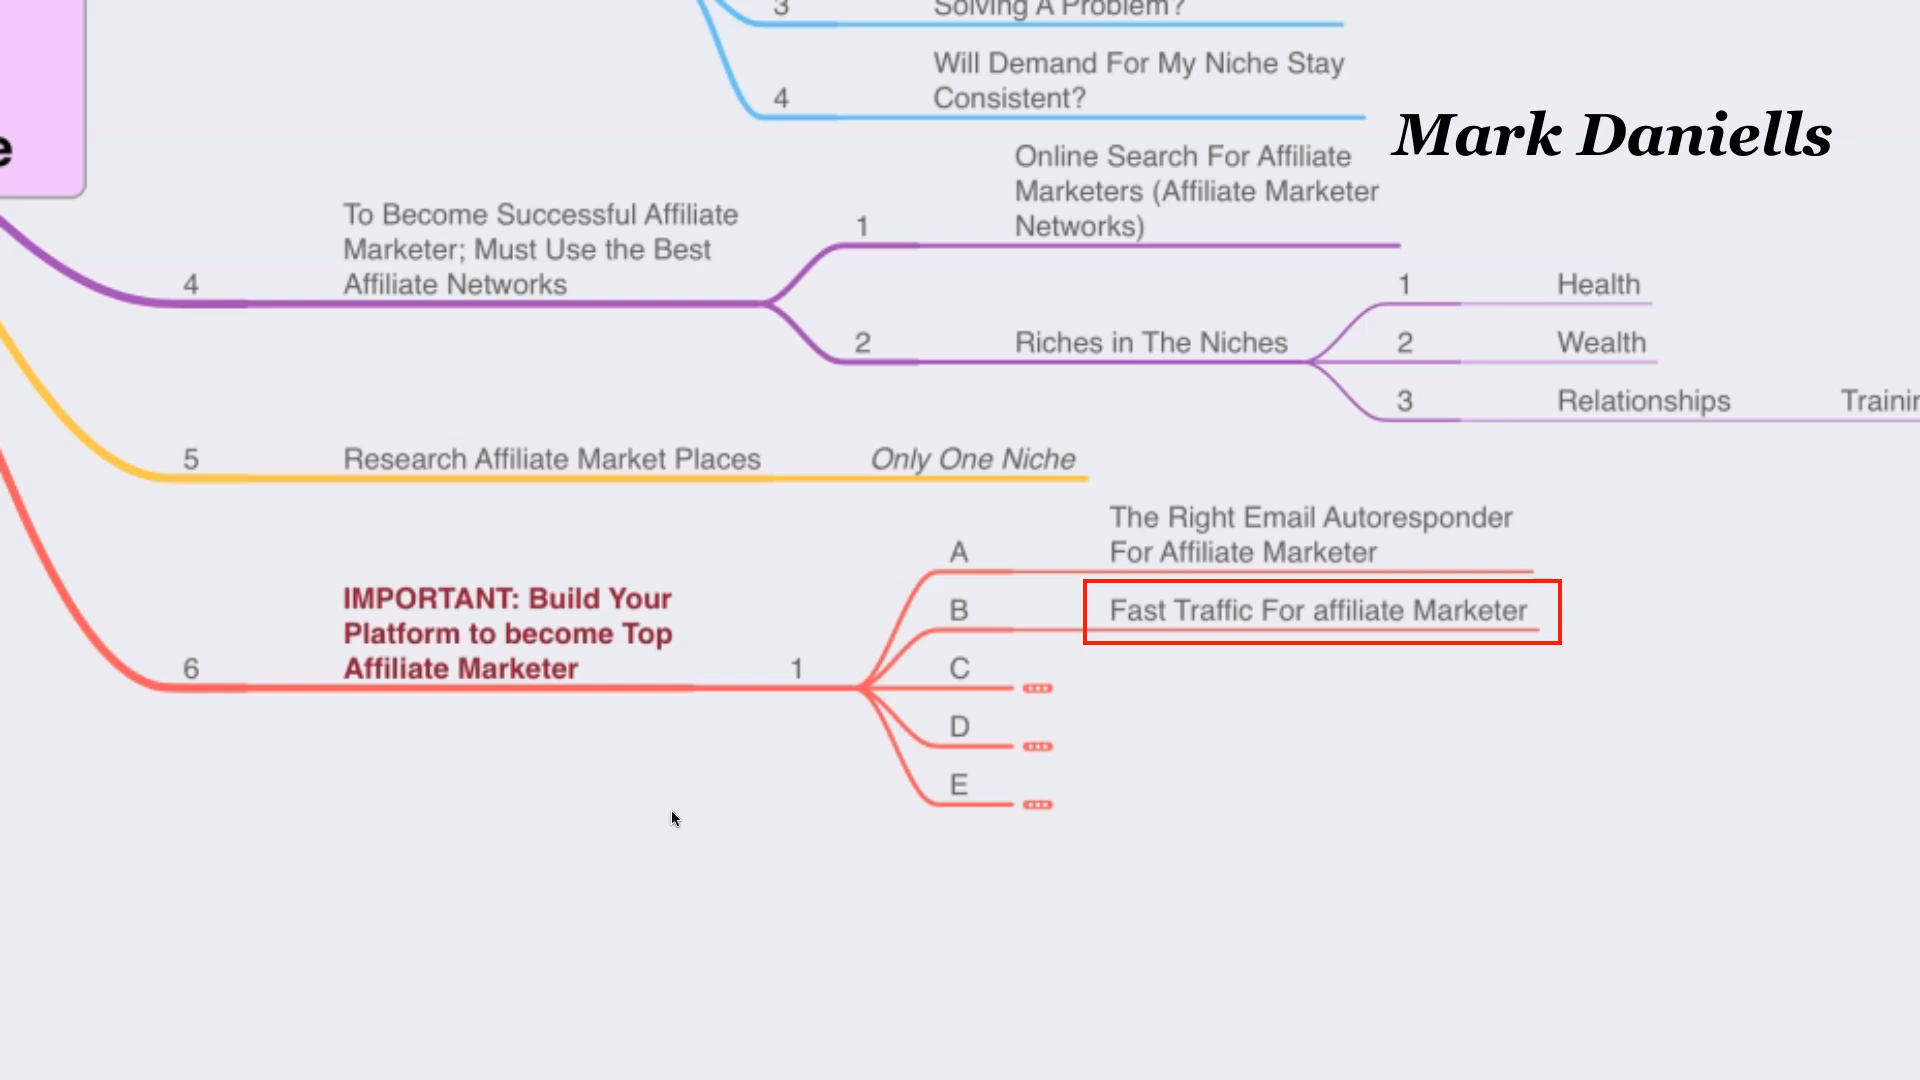 3
Solving A Problem?
Will Demand For My Niche Stay
4 Consistent?
Mark Daniells
e
Online Search For Affiliate
Marketers (Affiliate Marketer
1 Networks)
To Become Successful Affiliate
Marketer; Must Use the Best
4 Affiliate Networks
1 Health
2 Riches in The Niches
2 Wealth
3 Relationships
5 Research Affiliate Market Places Only One Niche
The Right Email Autoresponder
A For Affiliate Marketer
B Fast Traffic For affiliate Marketer
IMPORTANT: Build Your
Platform to become Top
6 Affiliate Marketer 1
C
D
E